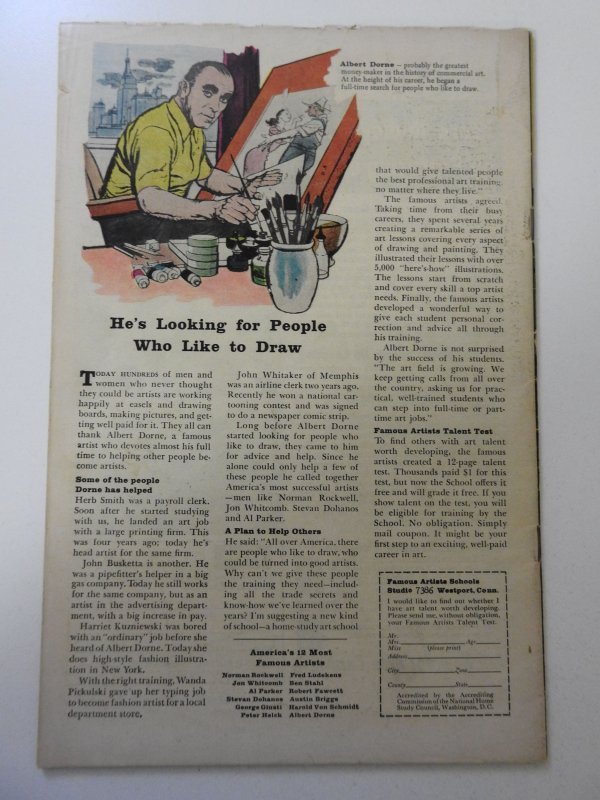 Albert Dorne – probably the greatest
money-maker in the history of commercial art.
At the height of his career, he began a
full-time search for people who like to draw.
He's Looking for People
Who Like to Draw
TODAY HUNDREDS of men and
women who never thought
they could be artists are working
happily at easels and drawing
boards, making pictures, and get-
ting well paid for it. They all can
thank Albert Dorne, a famous
artist who devotes almost his full
time to helping other people be-
come artists.
Some of the people
Dorne has helped
Herb Smith was a payroll clerk.
Soon after he started studying
with us, he landed an art job
with a large printing firm. This
was four years ago; today he's
head artist for the same firm.
John Busketta is another. He
was a pipefitter's helper in a big
gas company. Today he still works
for the same company, but as an
artist in the advertising depart-
ment, with a big increase in pay.
Harriet Kuzniewski was bored
with an "ordinary" job before she
heard of Albert Dorne. Today she
does high-style fashion illustra-
tion in New York.
With the right training, Wanda
Pickulski gave up her typing job
to become fashion artist for a local
department store.
John Whitaker of Memphis
was an airline clerk two years ago.
Recently he won a national car-
tooning contest and was signed
to do a newspaper comic strip.
Long before Albert Dorne
started looking for people who
like to draw, they came to him
for advice and help. Since he
alone could only help a few of
these people he called together
America's most successful artists
—men like Norman Rockwell,
Jon Whitcomb, Stevan Dohanos
and Al Parker.
A Plan to Help Others
He said: "All over America, there
are people who like to draw, who
could be turned into good artists.
Why can't we give these people
the training they need—includ-
ing all the trade secrets and
know-how we've learned over the
years? I'm suggesting a new kind
of school—a home-study art school
that would give talented people
the best professional art training,
no matter where they live."
The famous artists agreed.
Taking time from their busy
careers, they spent several years
creating a remarkable series of
art lessons covering every aspect
of drawing and painting. They
illustrated their lessons with over
5,000 "here's-how" illustrations.
The lessons start from scratch
and cover every skill a top artist
needs. Finally, the famous artists
developed a wonderful way to
give each student personal cor-
rection and advice all through
his training.
Albert Dorne is not surprised
by the success of his students.
"The art field is growing. We
keep getting calls from all over
the country, asking us for prac-
tical, well-trained students who
can step into full-time or part-
time art jobs."
Famous Artists Talent Test
To find others with art talent
worth developing, the famous
artists created a 12-page talent
test. Thousands paid $1 for this
test, but now the School offers it
free and will grade it free. If you
show talent on the test, you will
be eligible for training by the
School. No obligation. Simply
mail coupon. It might be your
first step to an exciting, well-paid
career in art.
America's 12 Most
Famous Artists
Norman Rockwell Fred Ludekens
Jon Whitcomb Ben Stahl
Al Parker Robert Fawcett
Stevan Dohanos Austin Briggs
George Giusti Harold Von Schmidt
Peter Helck Albert Dorne
Famous Artists Schools
Studio 7386 Westport, Conn.
I would like to find out whether I
have art talent worth developing.
Please send me, without obligation,
your Famous Artists Talent Test.
Mr.
Mrs. Age
Miss (please print)
Address
City Zone
County State
Accredited by the Accrediting
Commission of the National Home
Study Council, Washington, D.C.